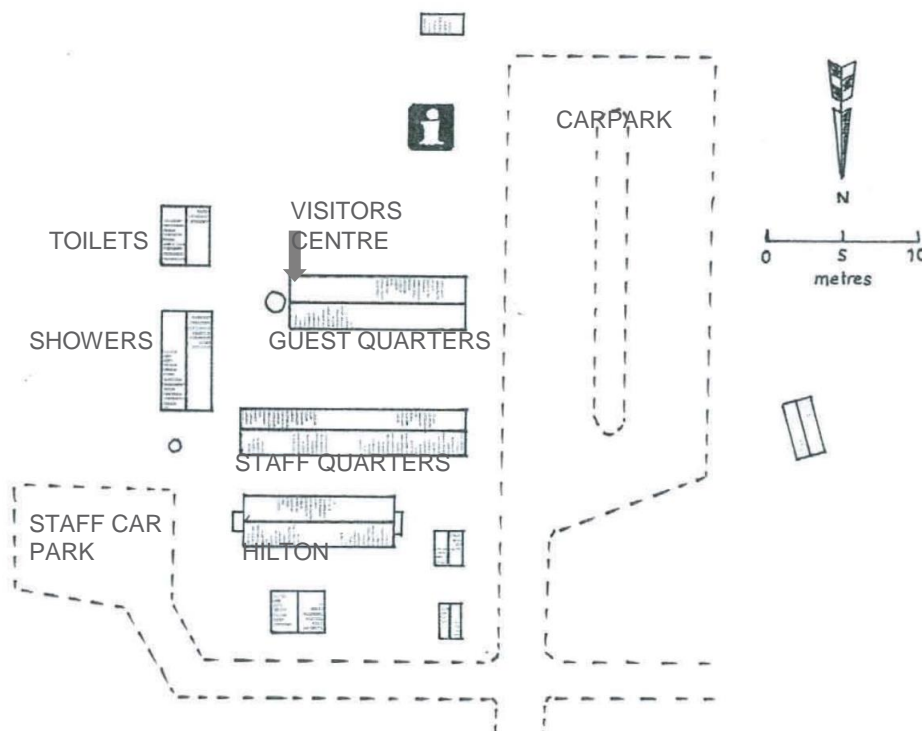 CARPARK
i
N
VISITORS
CENTRE
TOILETS
0 5 10
metres
SHOWERS
GUEST QUARTERS
STAFF QUARTERS
STAFF CAR
PARK
HILTON